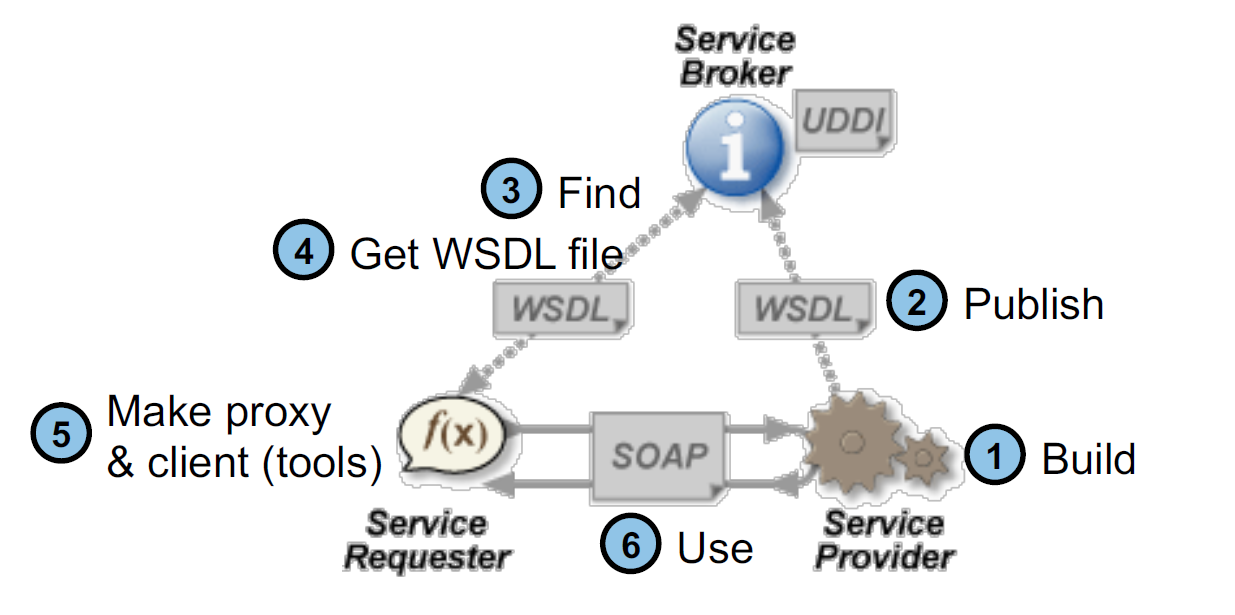 Service
Broker
UDDI
3 Find
4 Get WSDL file
WSDL
WSDL
2 Publish
5 Make proxy
& client (tools)
f(x)
SOAP
1 Build
Service
Requester
6 Use
Service
Provider